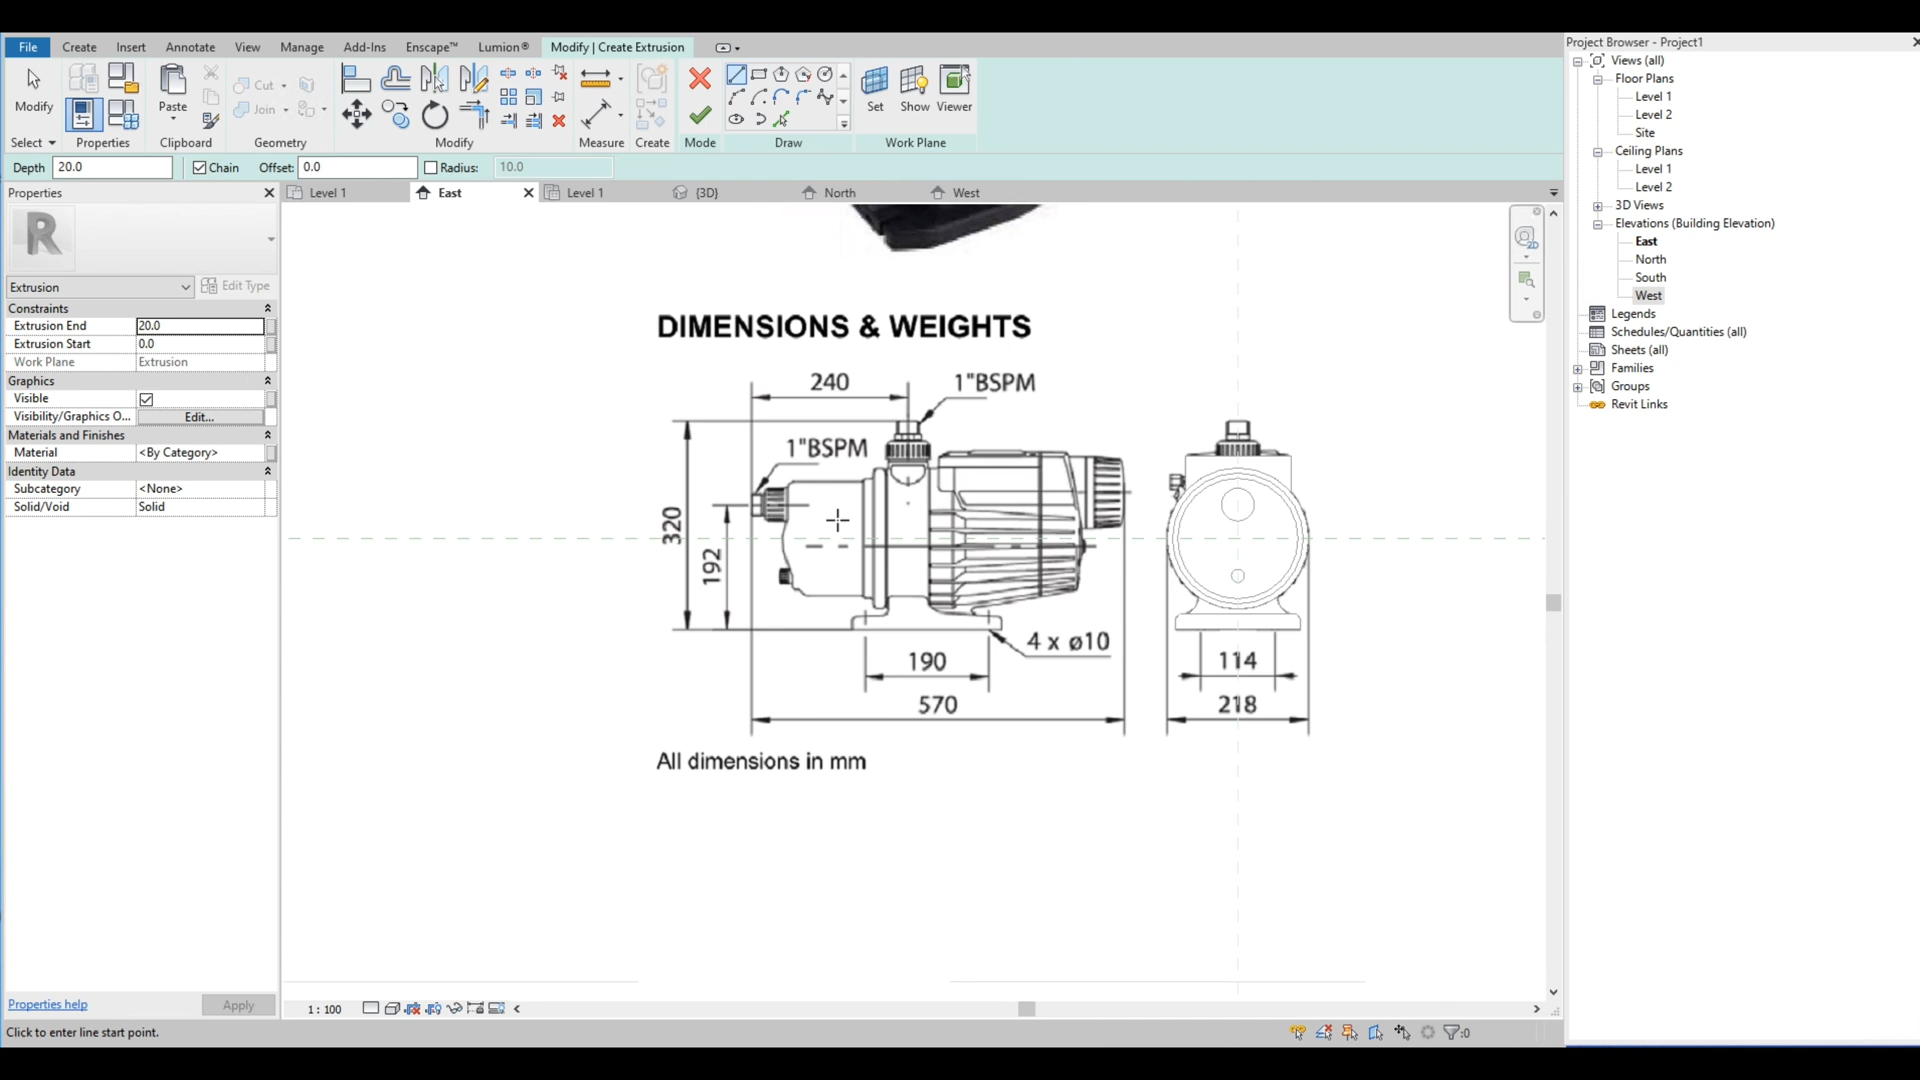 File Create Insert Annotate View Manage Add-Ins Enscape™ Lumion® Modify | Create Extrusion
Modify Paste Cut Join Set Show Viewer
Select Properties Clipboard Geometry Modify Measure Create Mode Draw Work Plane
Depth 20.0 Chain Offset: 0.0 Radius: 10.0
Properties
R
Extrusion Edit Type
Constraints
Extrusion End 20.0
Extrusion Start 0.0
Work Plane Extrusion
Graphics
Visible
Visibility/Graphics O... Edit...
Materials and Finishes
Material <By Category>
Identity Data
Subcategory <None>
Solid/Void Solid
Properties help Apply
Level 1 East Level 1 {3D} North West
2D
DIMENSIONS & WEIGHTS
240
1"BSPM
1"BSPM
320
192
4 x ø10
190
570
114
218
All dimensions in mm
1 : 100
Click to enter line start point.
:0
Project Browser - Project1
Views (all)
Floor Plans
Level 1
Level 2
Site
Ceiling Plans
Level 1
Level 2
3D Views
Elevations (Building Elevation)
East
North
South
West
Legends
Schedules/Quantities (all)
Sheets (all)
Families
Groups
Revit Links